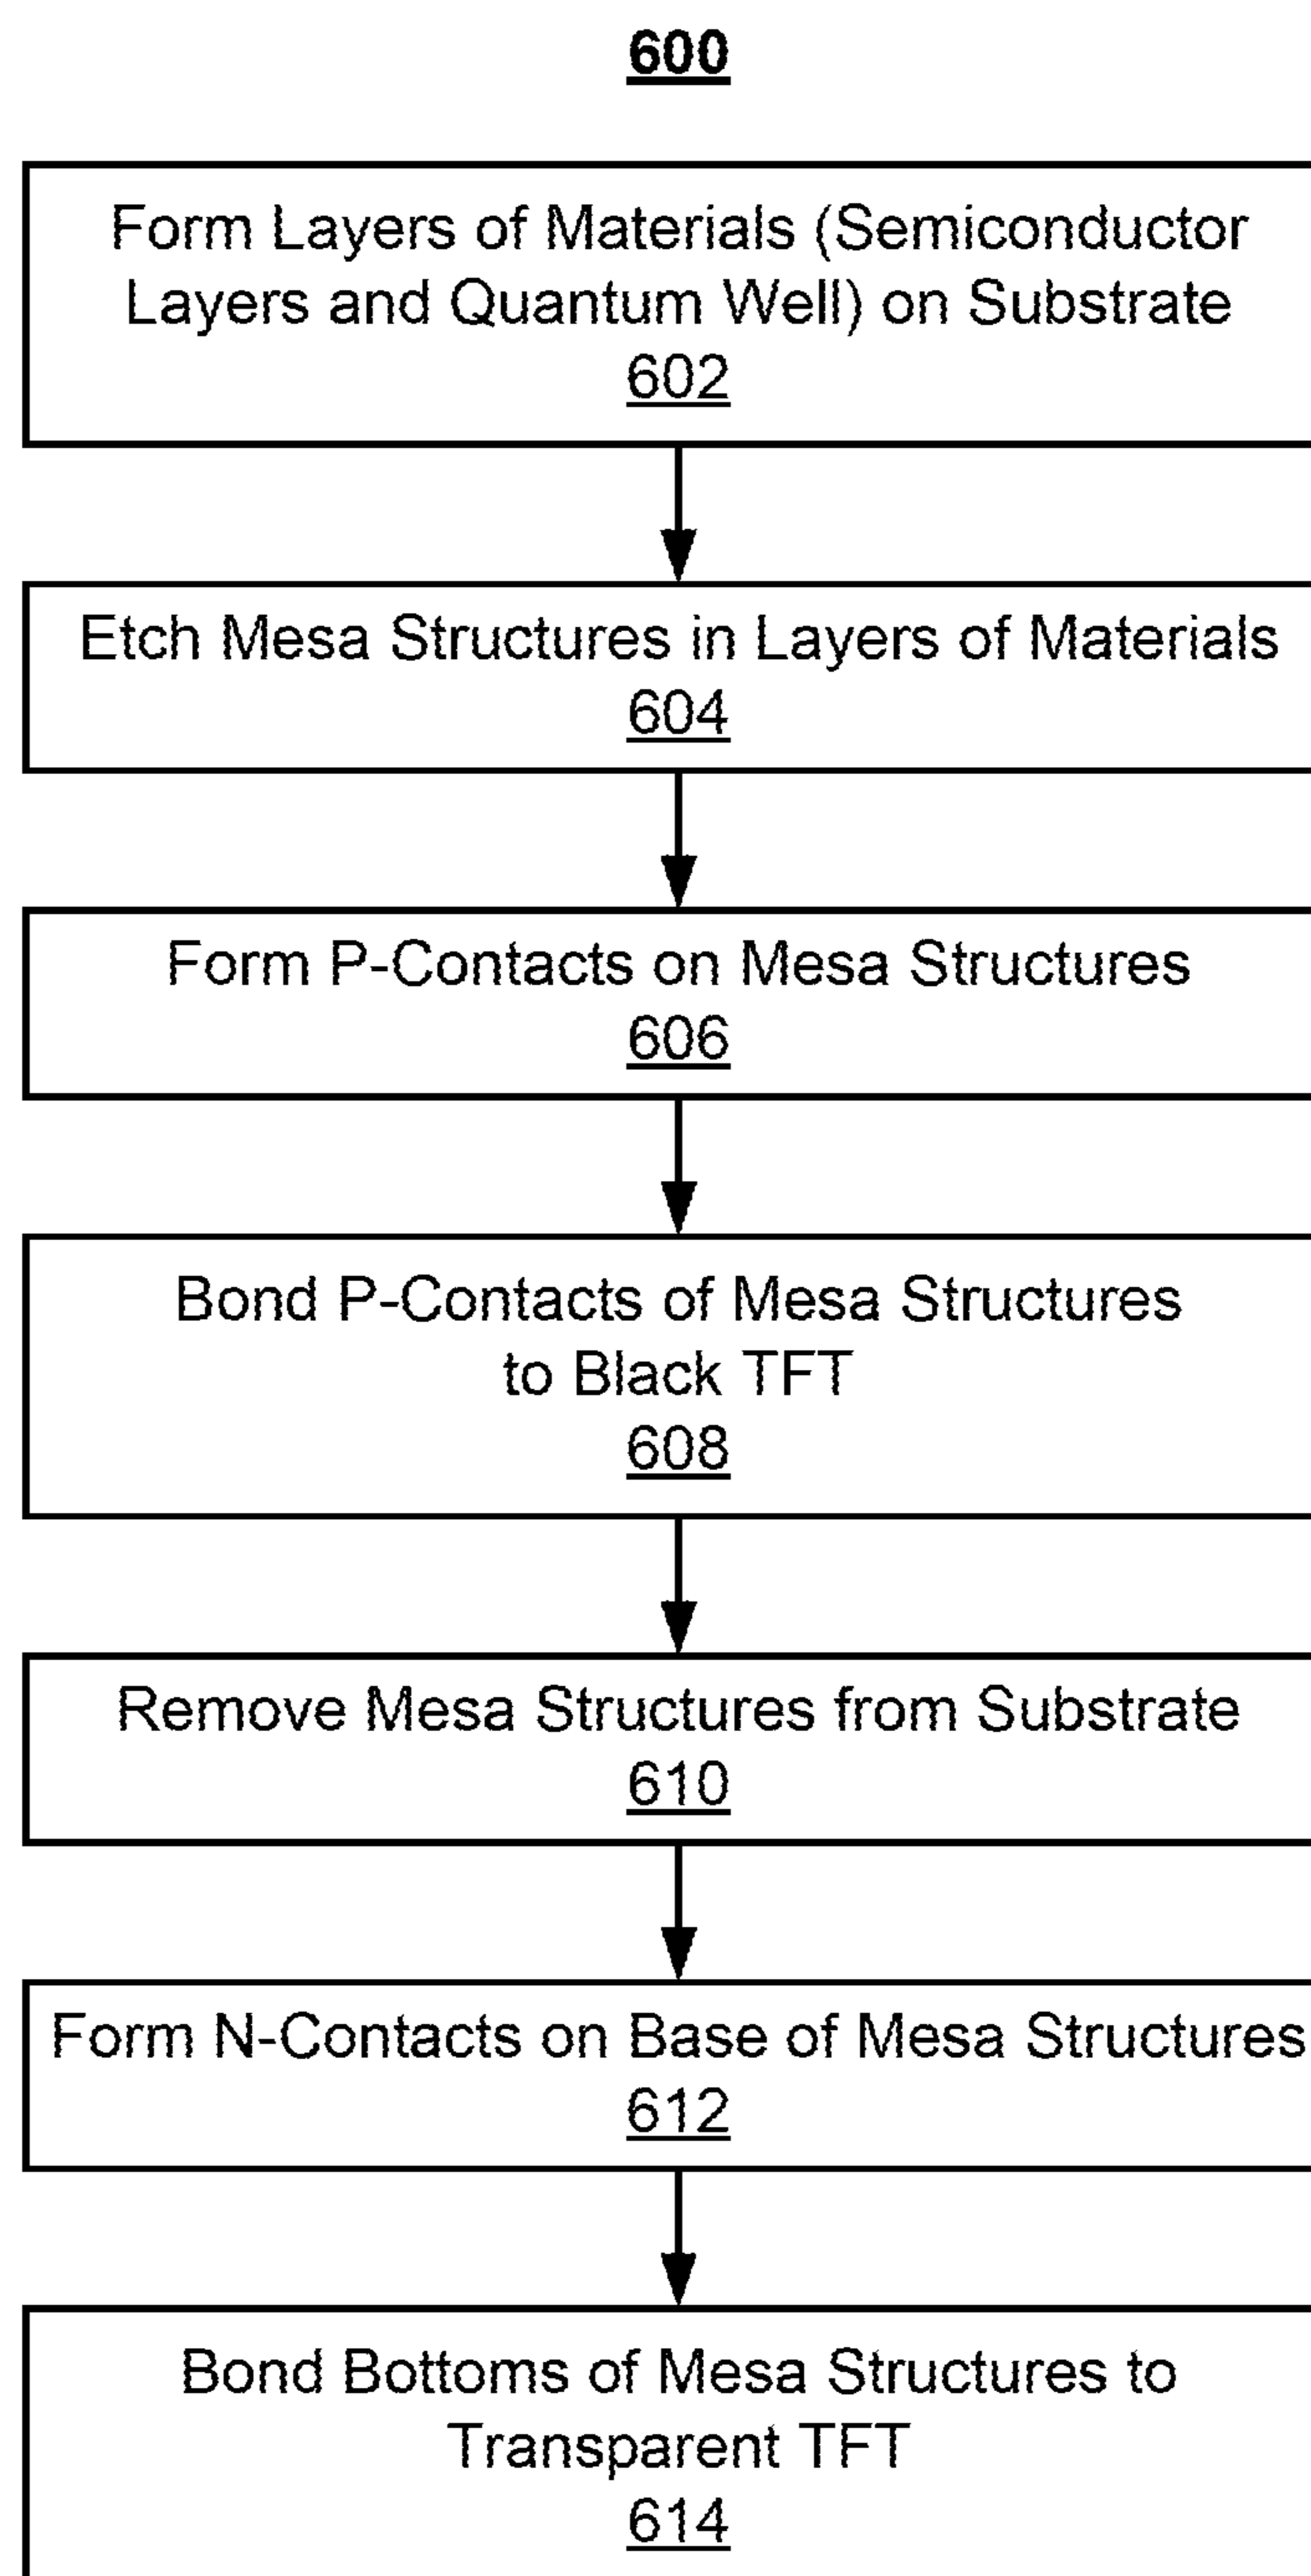 600
Form Layers of Materials (Semiconductor
Layers and Quantum Well) on Substrate
602
Etch Mesa Structures in Layers of Materials
604
Form P-Contacts on Mesa Structures
606
Bond P-Contacts of Mesa Structures
to Black TFT
608
Remove Mesa Structures from Substrate
610
Form N-Contacts on Base of Mesa Structures
612
Bond Bottoms of Mesa Structures to
Transparent TFT
614